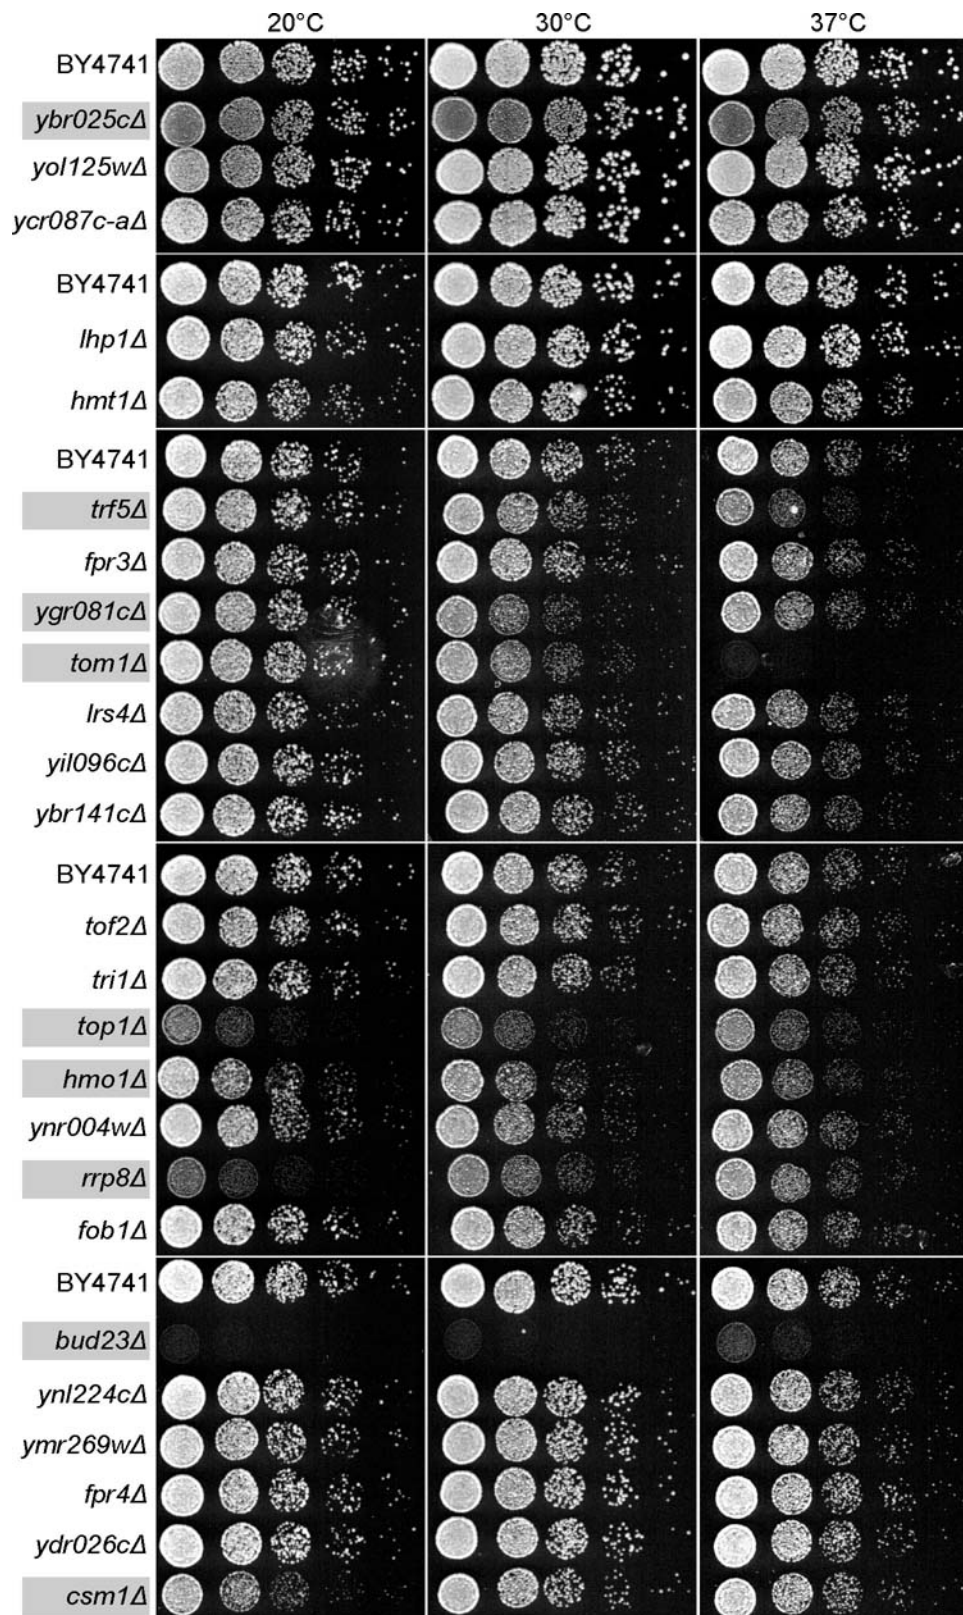 20°C 30°C 37°C
BY4741
ybr025cΔ
yol125wΔ
ycr087c-aΔ
BY4741
lhp1Δ
hmt1Δ
BY4741
trf5Δ
fpr3Δ
ygr081cΔ
tom1Δ
lrs4Δ
yil096cΔ
ybr141cΔ
BY4741
tof2Δ
tri1Δ
top1Δ
hmo1Δ
ynr004wΔ
rrp8Δ
fob1Δ
BY4741
bud23Δ
ynl224cΔ
ymr269wΔ
fpr4Δ
ydr026cΔ
csm1Δ